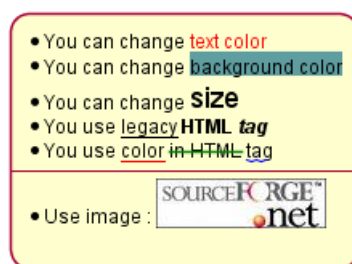 • You can change text color
• You can change background color
• You can change size
• You use legacy HTML tag
• You use color in HTML tag
• Use image : SOURCEFORGE™
.net